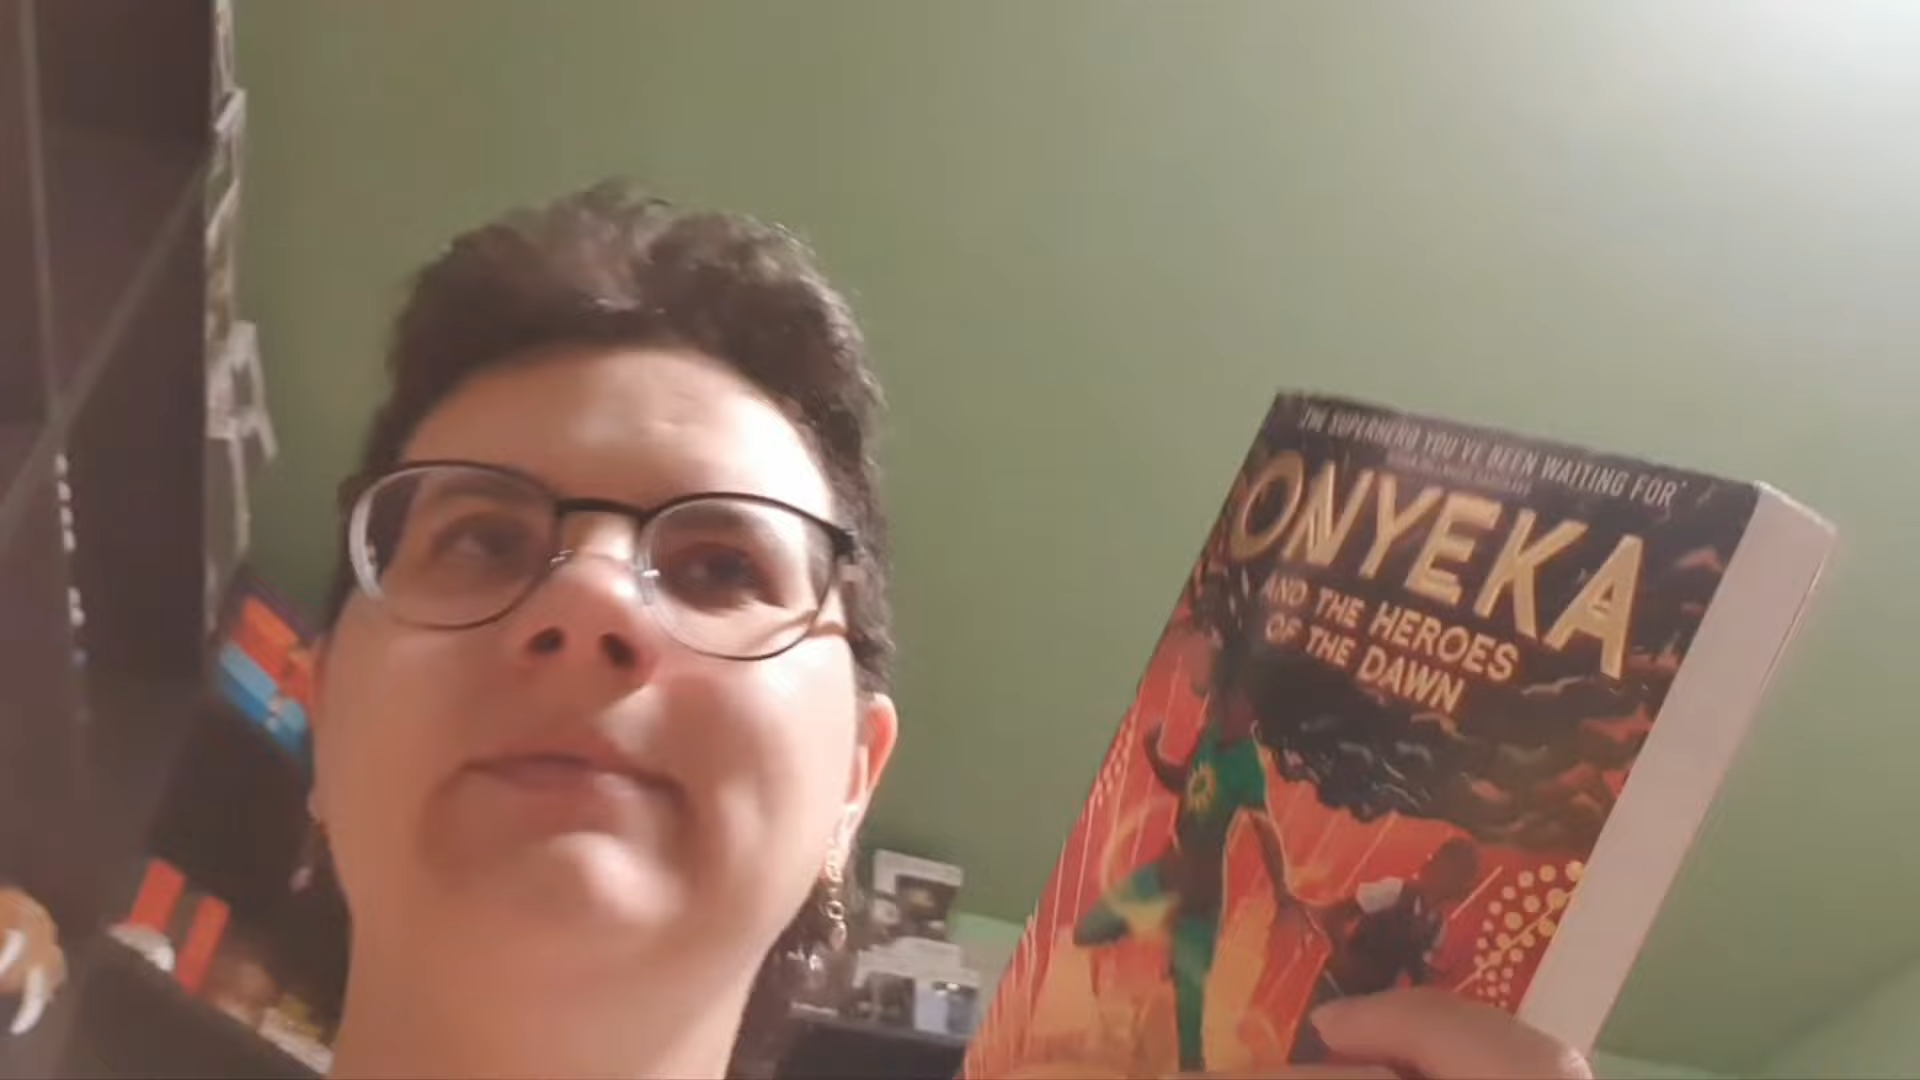 'THE SUPERHERO YOU'VE BEEN WAITING FOR'
ONYEKA
AND THE HEROES
OF THE DAWN